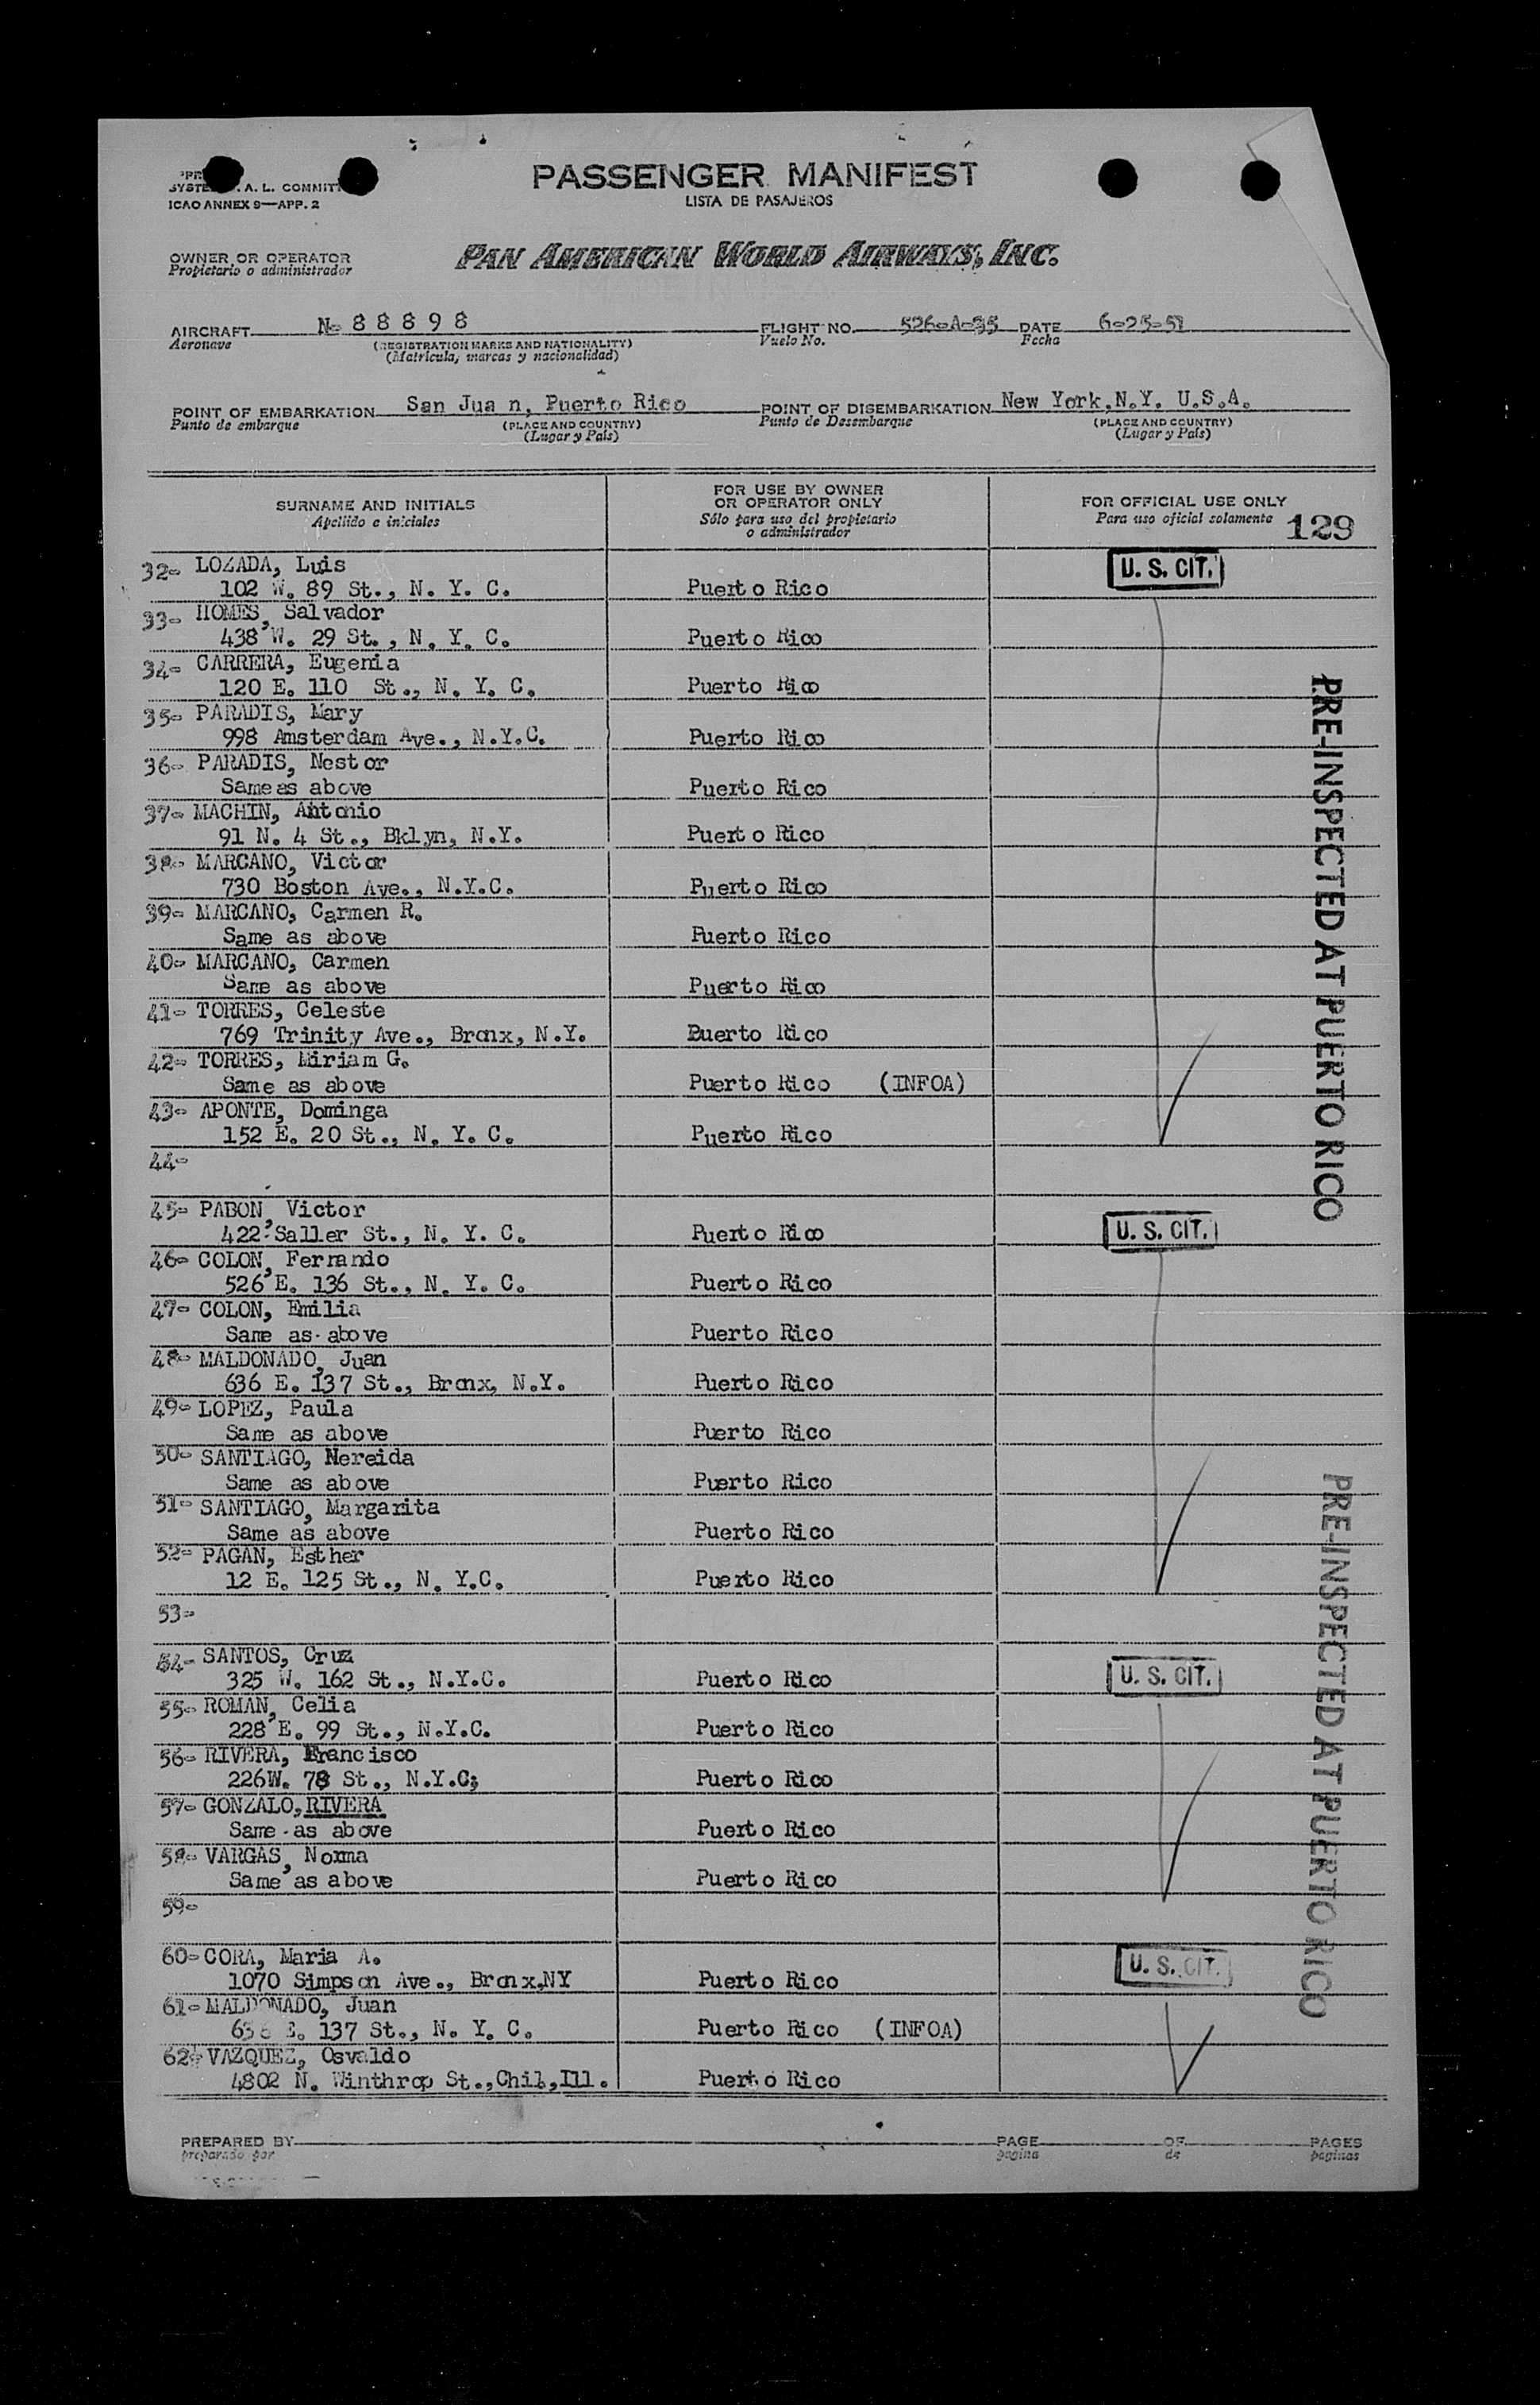 PASSENGER MANIFEST
LISTA DE PASAJEROS
A. L.
ICAO ANNEX 9—APP. 2
OWNER OR OPERATOR
Propietario o administrador
PAN AMERICAN WORLD AIRWAYS, INC.
AIRCRAFT N- 88898 FLIGHT NO. 526-A-35 DATE 6-25-51
Aeronave (REGISTRATION MARKS AND NATIONALITY) Vuelo No. Fecha
(Matrícula, marcas y nacionalidad)
POINT OF EMBARKATION San Jua n, Puerto Rico POINT OF DISEMBARKATION New York,N.Y. U.S.A.
Punto de embarque (PLACE AND COUNTRY) Punto de Desembarque (PLACE AND COUNTRY)
(Lugar y País) (Lugar y País)
SURNAME AND INITIALS
Apellido e iniciales
FOR USE BY OWNER
OR OPERATOR ONLY
Sólo para uso del propietario
o administrador
FOR OFFICIAL USE ONLY
Para uso oficial solamente 129
32- LOZADA, Luis U. S. CIT.
102 W. 89 St., N. Y. C. Puerto Rico
33- HOMES, Salvador
438 W. 29 St., N. Y. C. Puerto Rico
34- CARRERA, Eugenia
120 E. 110 St., N. Y. C. Puerto Rico
35- PARADIS, Mary
998 Amsterdam Ave., N.Y.C. Puerto Rico
36- PARADIS, Nestor
Same as above Puerto Rico
37- MACHIN, Antonio
91 N. 4 St., Bklyn, N.Y. Puerto Rico
38- MARCANO, Victor
730 Boston Ave., N.Y.C. Puerto Rico
39- MARCANO, Carmen R.
Same as above Puerto Rico
40- MARCANO, Carmen
Same as above Puerto Rico
41- TORRES, Celeste
769 Trinity Ave., Bronx, N.Y. Puerto Rico
42- TORRES, Miriam G.
Same as above Puerto Rico (INFOA)
43- APONTE, Dominga
152 E. 20 St., N. Y. C. Puerto Rico
44-
45- PABON, Victor
422 Saller St., N. Y. C. Puerto Rico U. S. CIT.
46- COLON, Fernando
526 E. 136 St., N. Y. C. Puerto Rico
47- COLON, Emilia
Same as above Puerto Rico
48- MALDONADO, Juan
636 E. 137 St., Bronx, N.Y. Puerto Rico
49- LOPEZ, Paula
Same as above Puerto Rico
50- SANTIAGO, Nereida
Same as above Puerto Rico
51- SANTIAGO, Margarita
Same as above Puerto Rico
52- PAGAN, Esther
12 E. 125 St., N. Y.C. Puerto Rico
53-
54- SANTOS, Cruz
325 W. 162 St., N.Y.C. Puerto Rico U. S. CIT.
55- ROMAN, Celia
228 E. 99 St., N.Y.C. Puerto Rico
56- RIVERA, Francisco
226W. 78 St., N.Y.C; Puerto Rico
57- GONZALO, RIVERA
Same as above Puerto Rico
58- VARGAS, Norma
Same as above Puerto Rico
59-
60- CORA, Maria A. U. S. CIT.
1070 Simpson Ave., Bronx,NY Puerto Rico
61- MALDONADO, Juan
636 E. 137 St., N. Y. C. Puerto Rico (INFOA)
62- VAZQUEZ, Osvaldo
4802 N. Winthrop St.,Chil,Ill. Puerto Rico
PRE-INSPECTED AT PUERTO RICO
PRE-INSPECTED AT PUERTO RICO
PREPARED BY PAGE OF PAGES
preparado por pagina de paginas